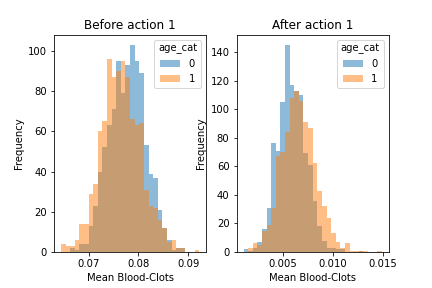 Before action 1
After action 1
age_cat
0
1
age_cat
0
1
Frequency
100
80
60
40
20
0
Frequency
140
120
100
80
60
40
20
0
0.07 0.08 0.09
0.005 0.010 0.015
Mean Blood-Clots
Mean Blood-Clots